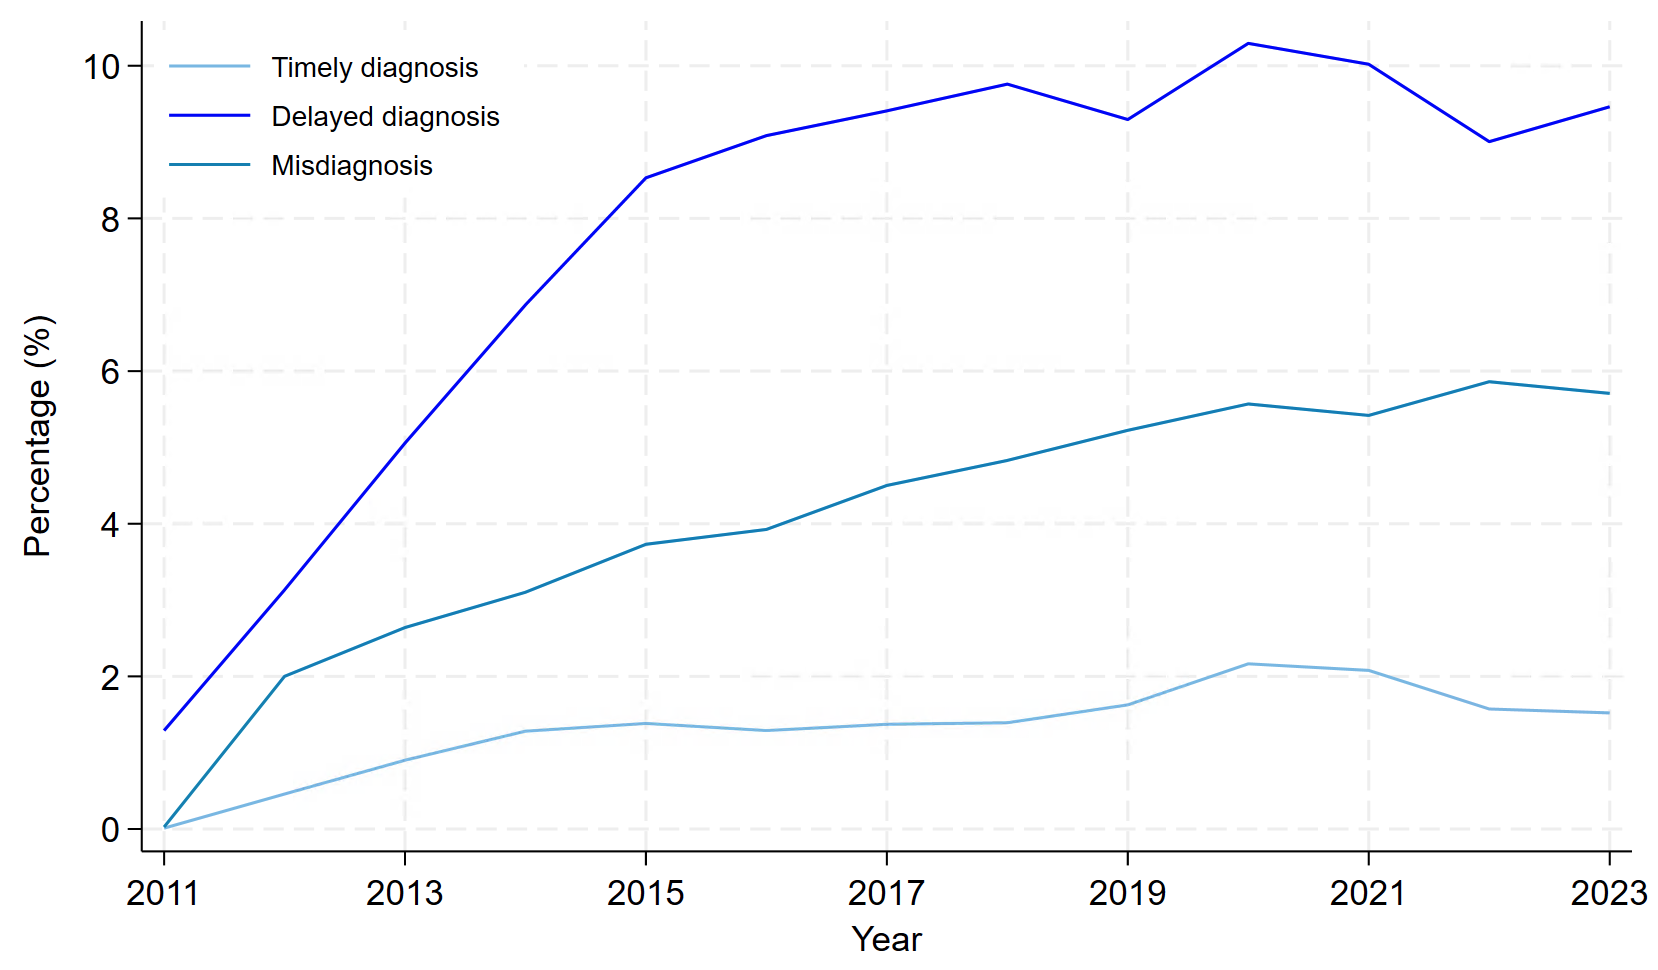 Timely diagnosis
Delayed diagnosis
Misdiagnosis
Percentage (%)
10
8
6
4
2
0
2011 2013 2015 2017 2019 2021 2023
Year